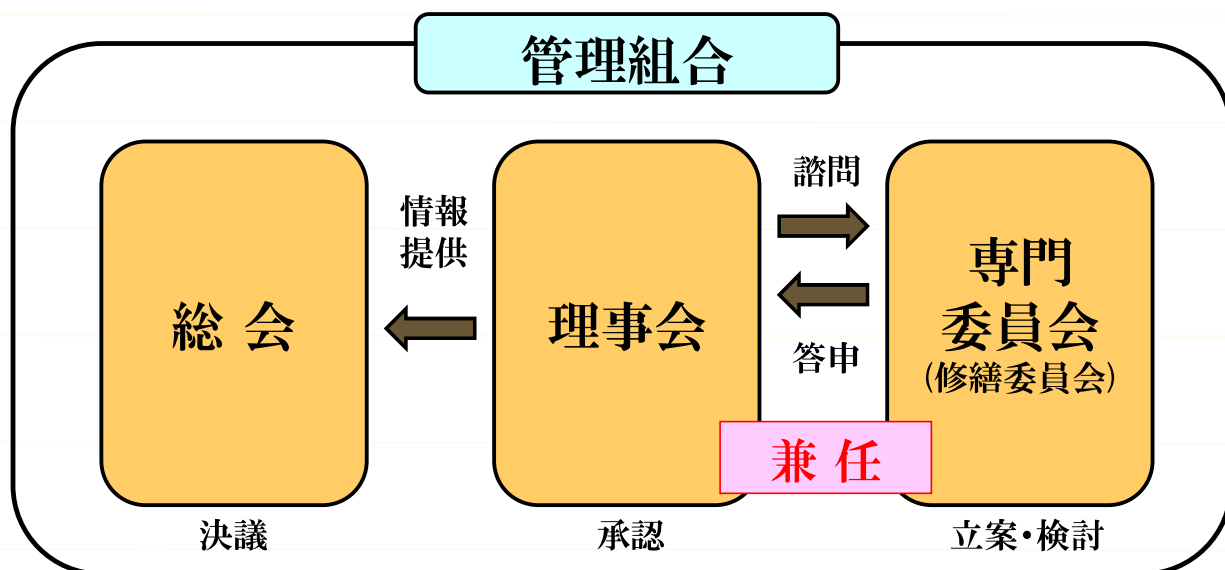 管理組合
総 会
決議
情報
提供
理事会
承認
諮問
答申
兼 任
専門
委員会
(修繕委員会)
立案・検討